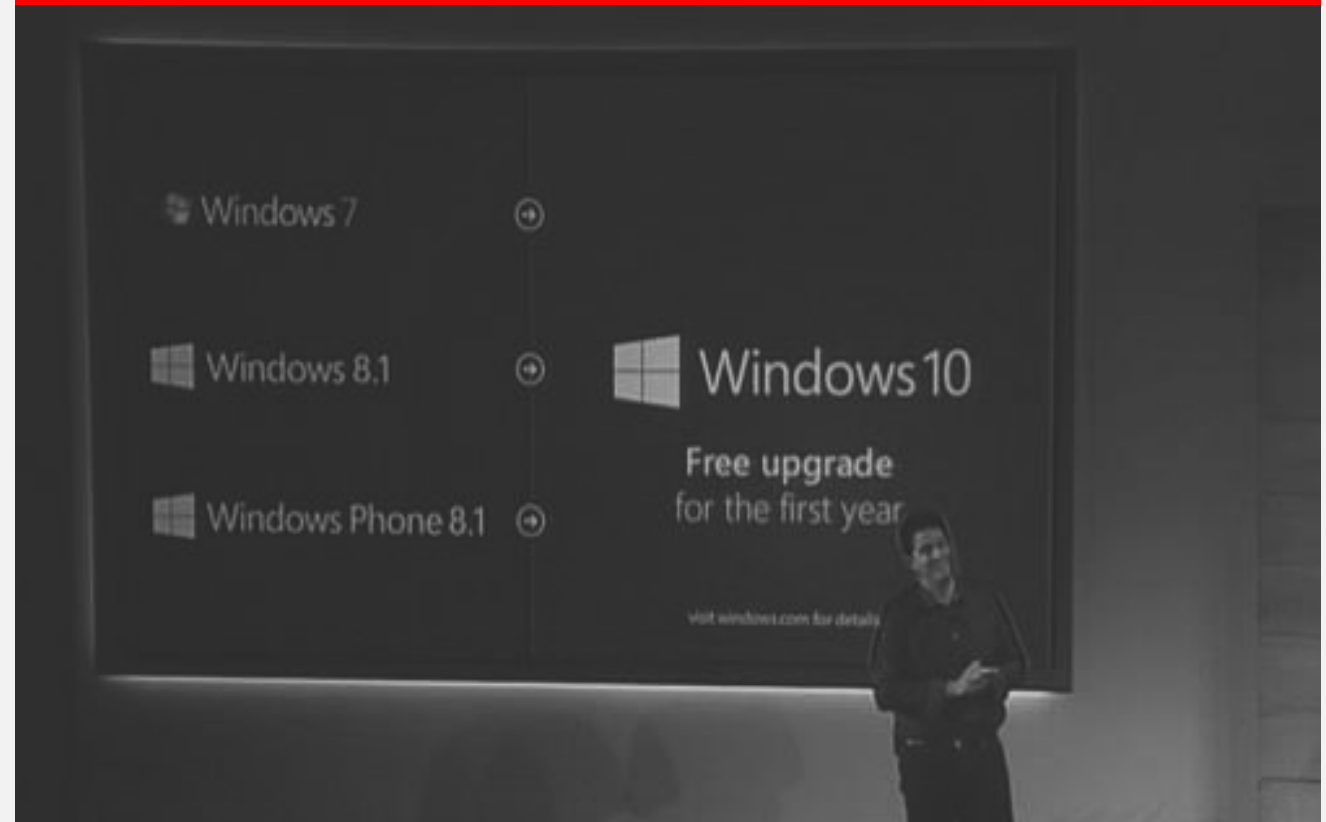 Windows 7
Windows 8.1
Windows Phone 8.1
Windows 10
Free upgrade
for the first year
visit windows.com for details